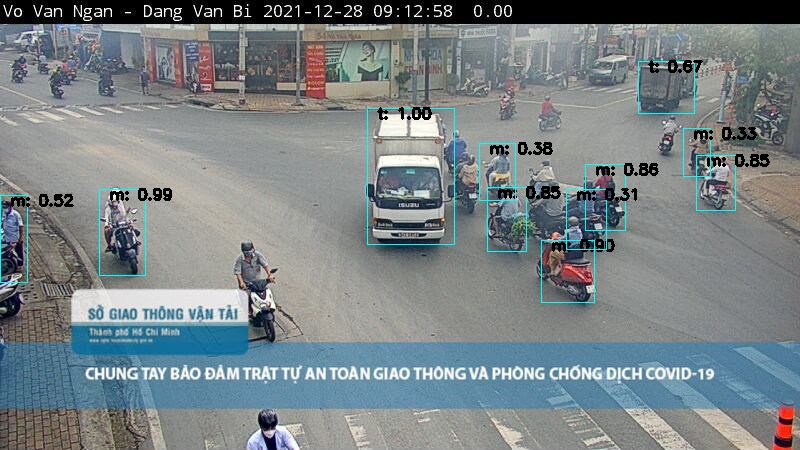 Vo Van Ngan - Dang Van Bi 2021-12-28 09:12:58 0.00
t: 0.67
t: 1.00
m: 0.33
m: 0.38
m: 0.85
m: 0.86
m: 0.52
m: 0.99
m: 0.85
m: 0.31
ISUZU
SỞ GIAO THÔNG VẬN TẢI
Thành phố Hồ Chí Minh
CHUNG TAY BẢO ĐẢM TRẬT TỰ AN TOÀN GIAO THÔNG VÀ PHÒNG CHỐNG DỊCH COVID-19